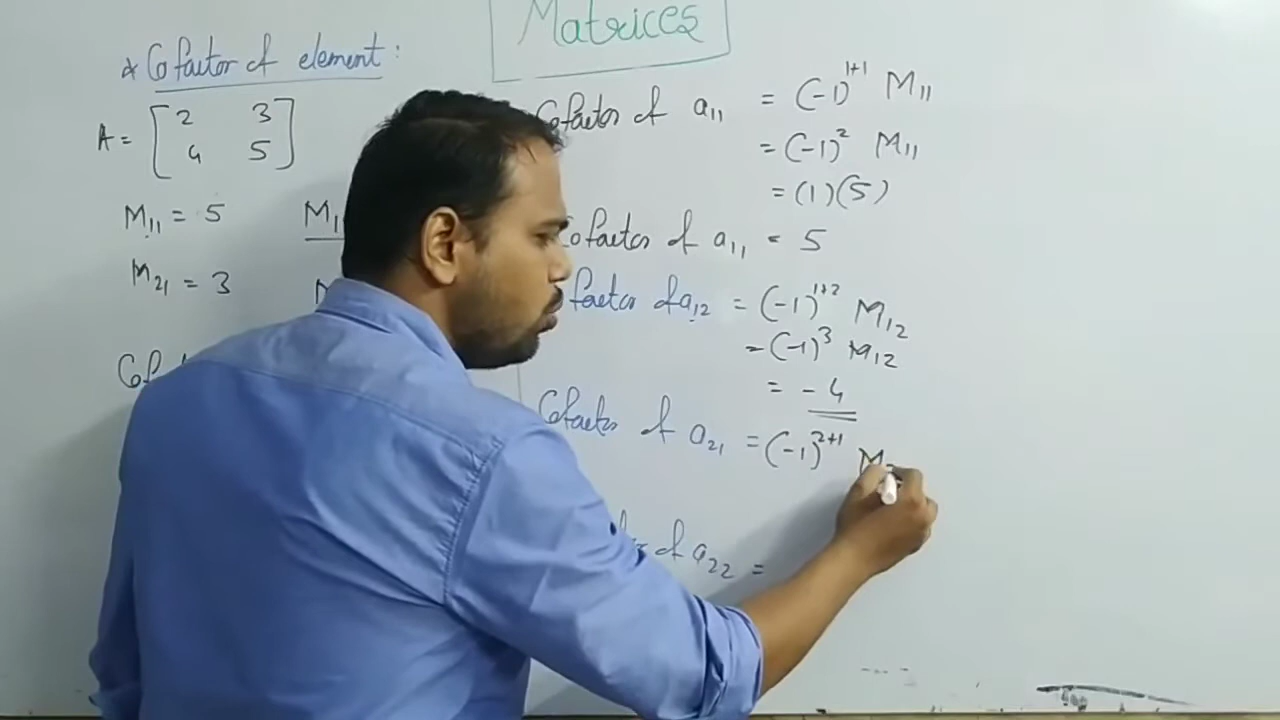 Matrices
* Cofactor of element:
A = [ 2 3
4 5 ]
M₁₁ = 5
M₂₁ = 3
Cofactor of a₁₁ = (-1)¹⁺¹ M₁₁
= (-1)² M₁₁
= (1)(5)
Cofactor of a₁₁ = 5
factor of a₁₂ = (-1)¹⁺² M₁₂
= (-1)³ M₁₂
= - 4
Cofactor of a₂₁ = (-1)²⁺¹ M
of a₂₂ =